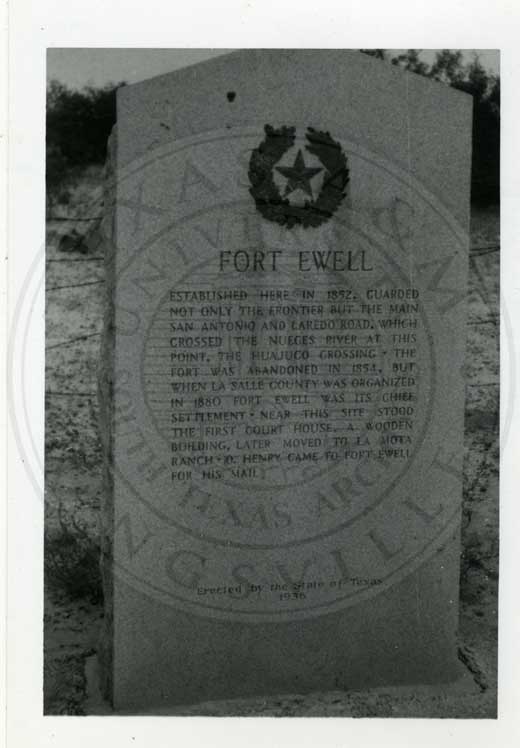 FORT EWELL
ESTABLISHED HERE IN 1852, GUARDED
NOT ONLY THE FRONTIER BUT THE MAIN
SAN ANTONIO AND LAREDO ROAD, WHICH
CROSSED THE NUECES RIVER AT THIS
POINT, THE HUAJUCO CROSSING • THE
FORT WAS ABANDONED IN 1854, BUT
WHEN LA SALLE COUNTY WAS ORGANIZED
IN 1880 FORT EWELL WAS ITS CHIEF
SETTLEMENT • NEAR THIS SITE STOOD
THE FIRST COURT HOUSE, A WOODEN
BUILDING, LATER MOVED TO LA MOTA
RANCH • O. HENRY CAME TO FORT EWELL
FOR HIS MAIL
Erected by the State of Texas
1936
SOUTH TEXAS ARCHIVES